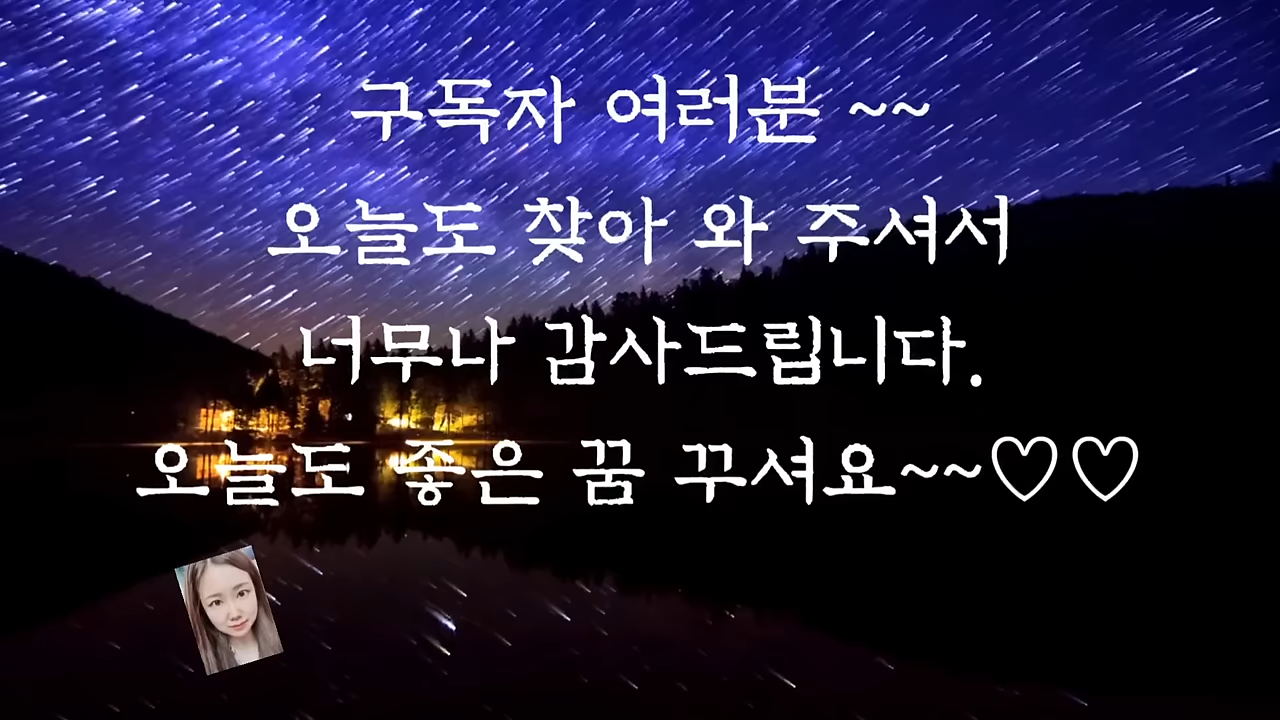 구독자 여러분 ~~
오늘도 찾아 와 주셔서
너무나 감사드립니다.
오늘도 좋은 꿈 꾸셔요~~♡♡